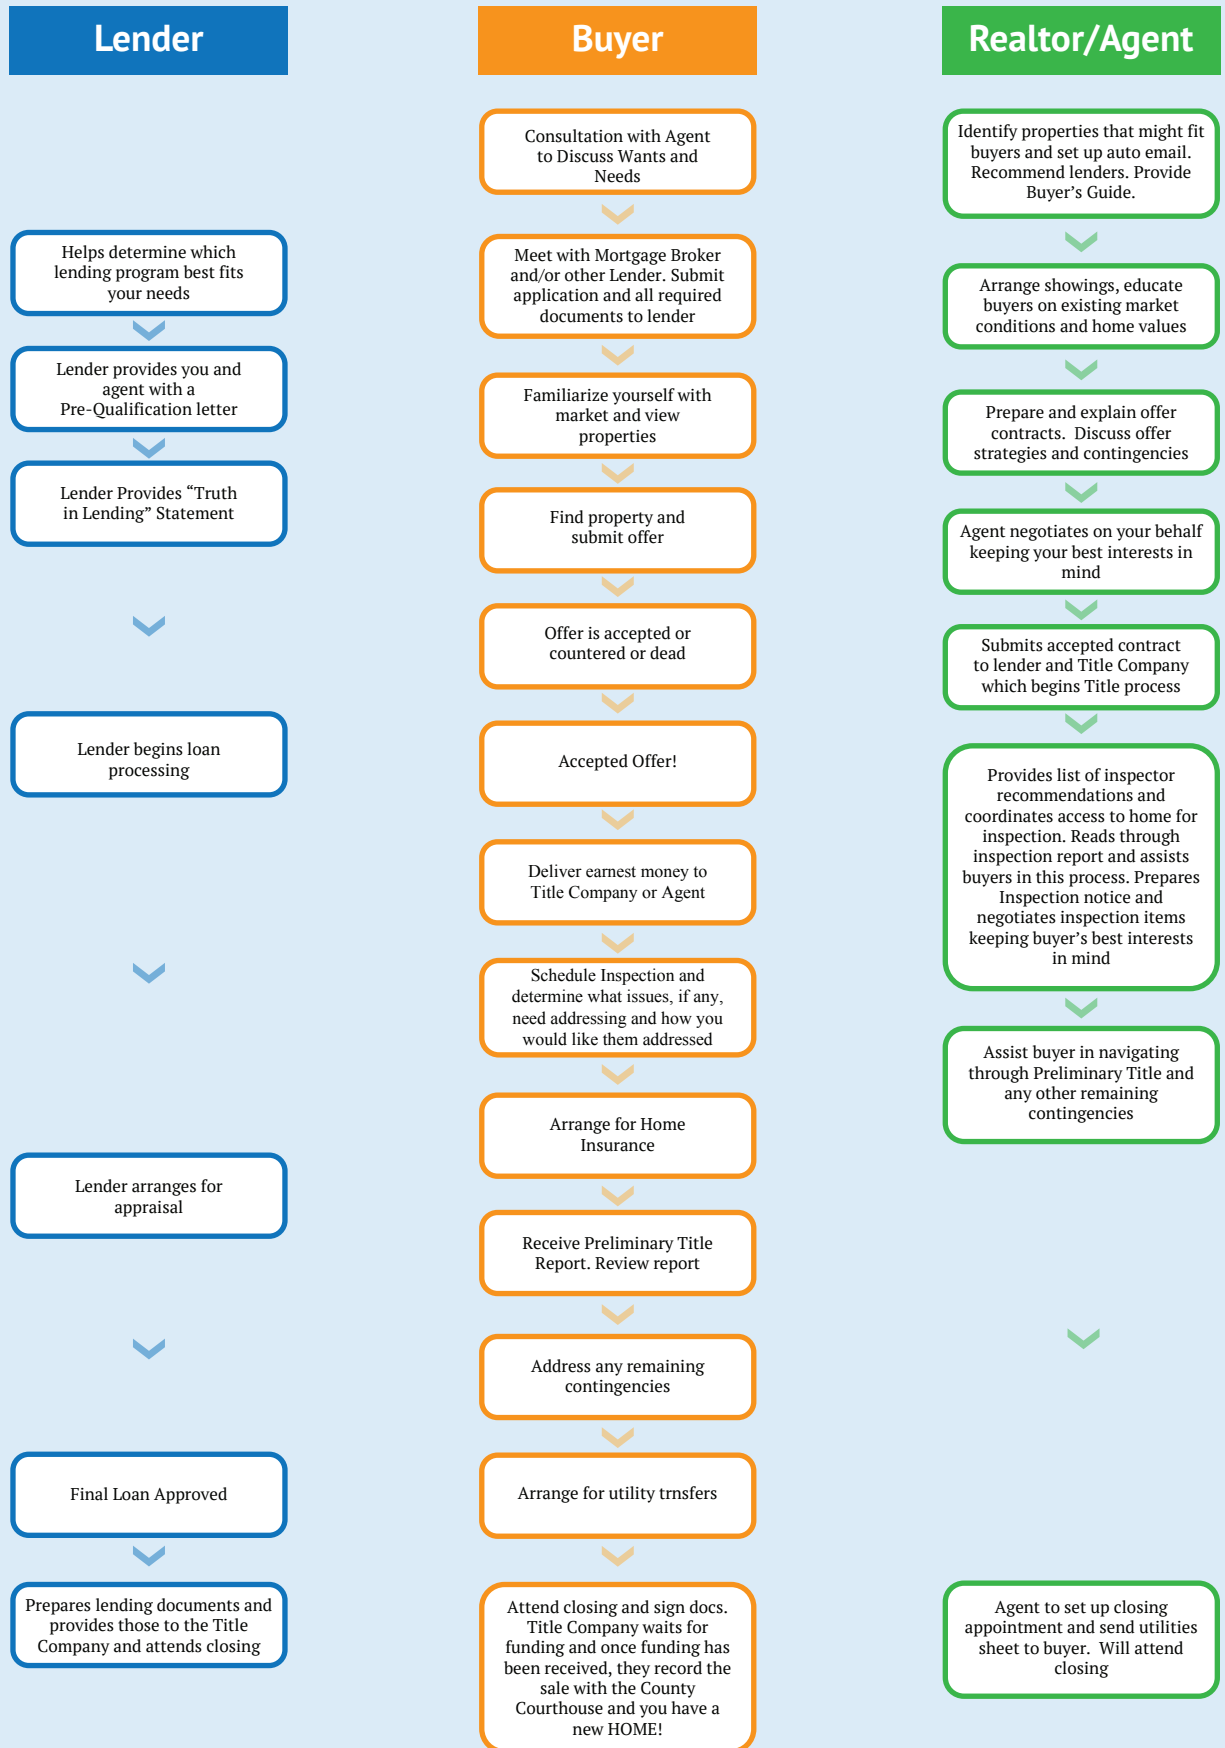 Lender
Helps determine which
lending program best fits
your needs
Lender provides you and
agent with a
Pre-Qualification letter
Lender Provides “Truth
in Lending” Statement
Lender begins loan
processing
Lender arranges for
appraisal
Final Loan Approved
Prepares lending documents and
provides those to the Title
Company and attends closing
Buyer
Consultation with Agent
to Discuss Wants and
Needs
Meet with Mortgage Broker
and/or other Lender. Submit
application and all required
documents to lender
Familiarize yourself with
market and view
properties
Find property and
submit offer
Offer is accepted or
countered or dead
Accepted Offer!
Deliver earnest money to
Title Company or Agent
Schedule Inspection and
determine what issues, if any,
need addressing and how you
would like them addressed
Arrange for Home
Insurance
Receive Preliminary Title
Report. Review report
Address any remaining
contingencies
Arrange for utility trnsfers
Attend closing and sign docs.
Title Company waits for
funding and once funding has
been received, they record the
sale with the County
Courthouse and you have a
new HOME!
Realtor/Agent
Identify properties that might fit
buyers and set up auto email.
Recommend lenders. Provide
Buyer’s Guide.
Arrange showings, educate
buyers on existing market
conditions and home values
Prepare and explain offer
contracts.  Discuss offer
strategies and contingencies
Agent negotiates on your behalf
keeping your best interests in
mind
Submits accepted contract
to lender and Title Company
which begins Title process
Provides list of inspector
recommendations and
coordinates access to home for
inspection. Reads through
inspection report and assists
buyers in this process. Prepares
Inspection notice and
negotiates inspection items
keeping buyer’s best interests
in mind
Assist buyer in navigating
through Preliminary Title and
any other remaining
contingencies
Agent to set up closing
appointment and send utilities
sheet to buyer.  Will attend
closing